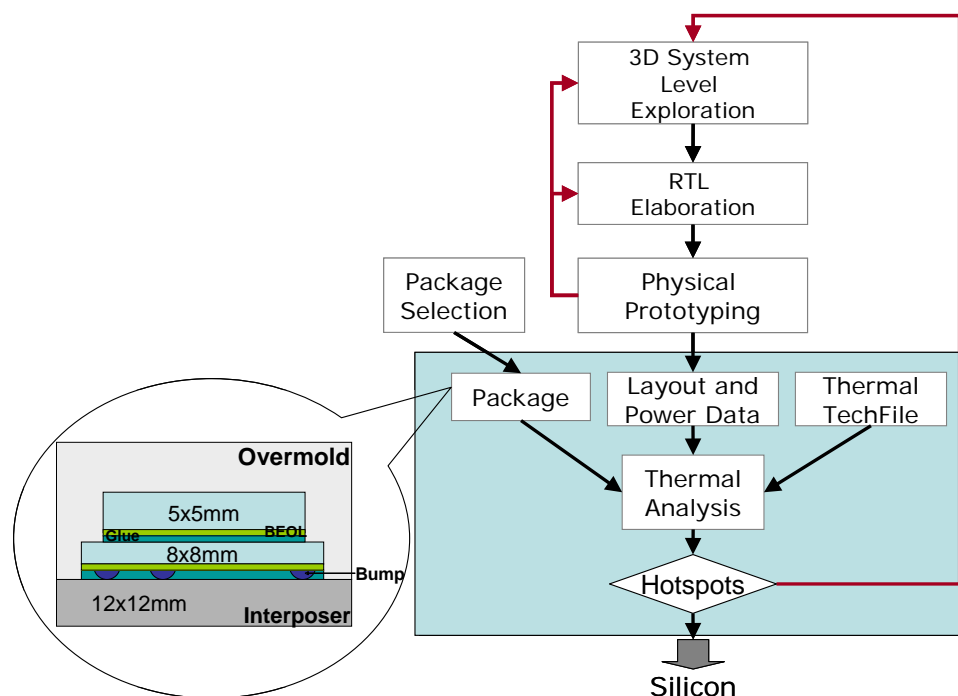 3D System
Level
Exploration
RTL
Elaboration
Package
Selection
Physical
Prototyping
Package
Layout and
Power Data
Thermal
TechFile
Thermal
Analysis
Hotspots
Silicon
Overmold
5x5mm
Glue
BEOL
8x8mm
Bump
12x12mm
Interposer